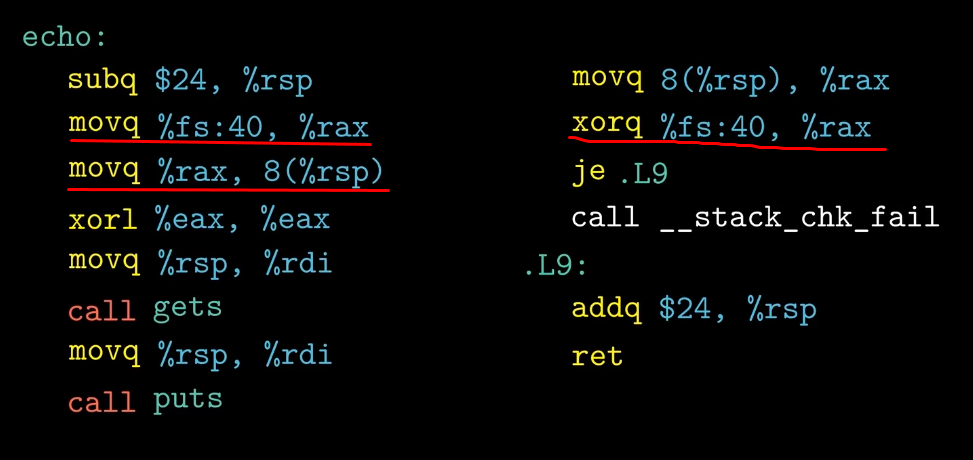 echo:
subq $24, %rsp
movq %fs:40, %rax
movq %rax, 8(%rsp)
xorl %eax, %eax
movq %rsp, %rdi
call gets
movq %rsp, %rdi
call puts
movq 8(%rsp), %rax
xorq %fs:40, %rax
je .L9
call __stack_chk_fail
.L9:
addq $24, %rsp
ret